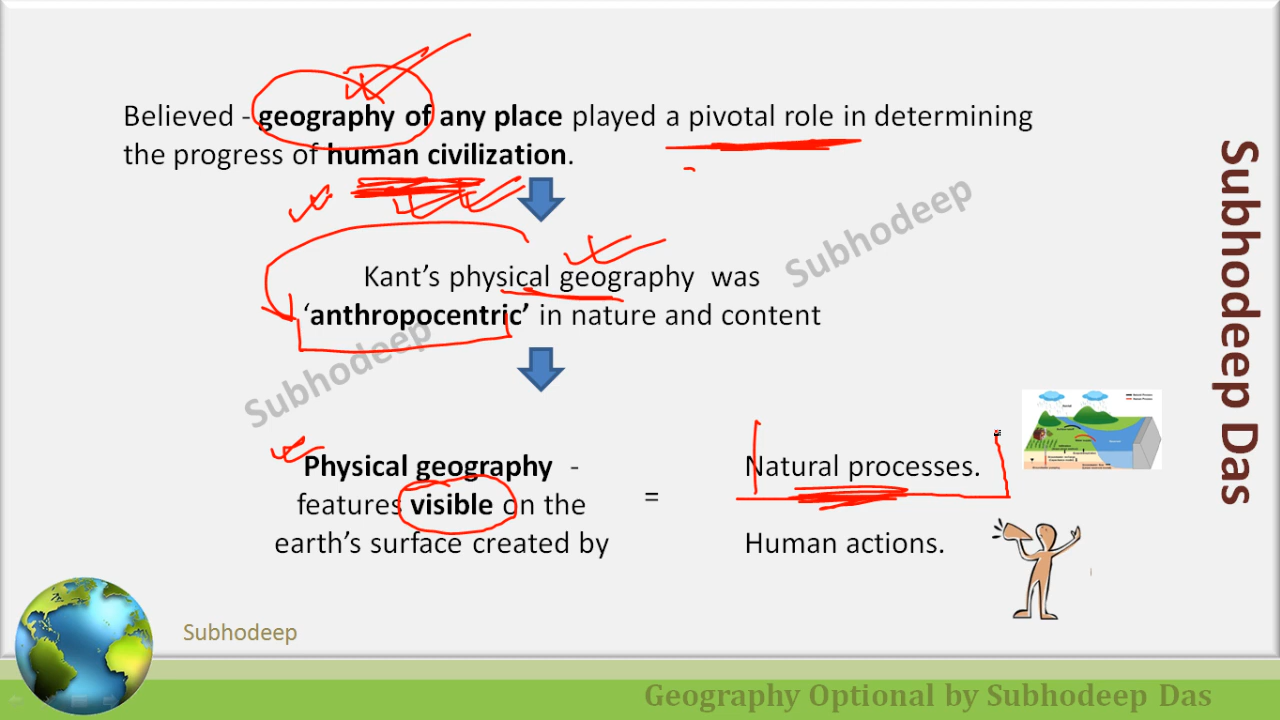 Believed - geography of any place played a pivotal role in determining
the progress of human civilization.
Kant’s physical geography was
‘anthropocentric’ in nature and content
Physical geography -
features visible on the
earth’s surface created by
=
Natural processes.
Human actions.
Subhodeep
Subhodeep
Subhodeep Das
Subhodeep
Geography Optional by Subhodeep Das